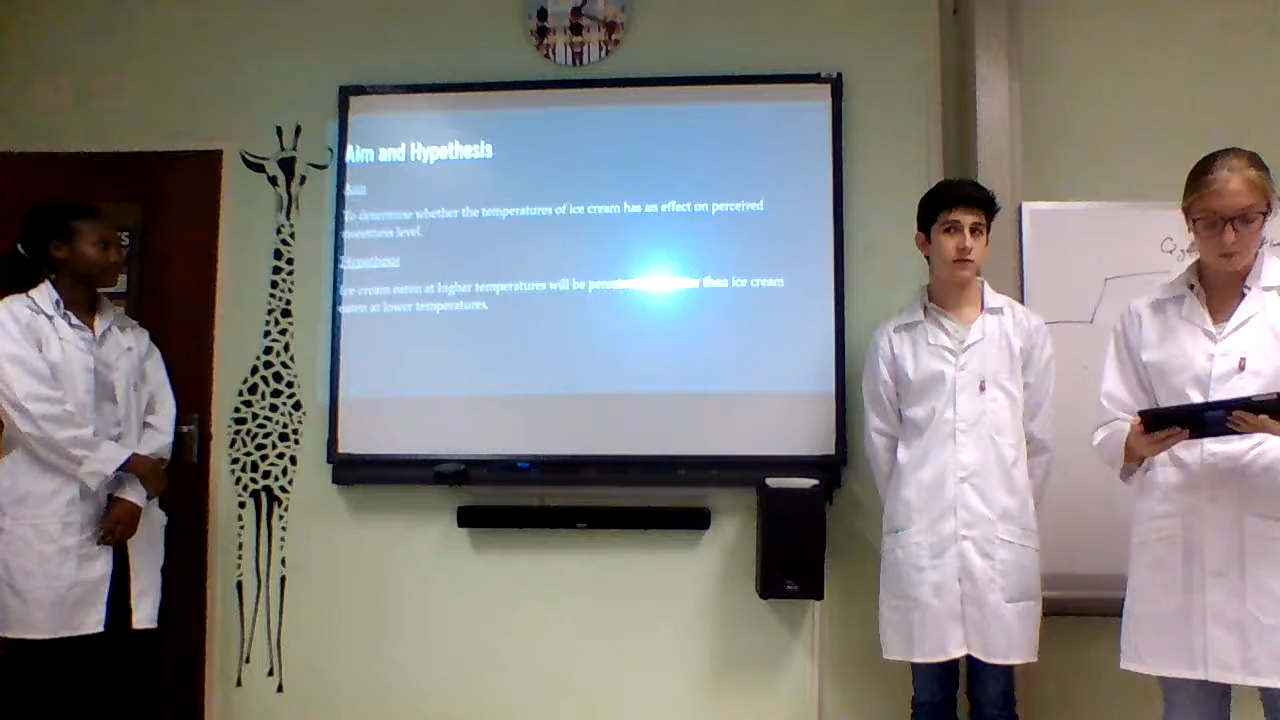 Aim and Hypothesis
Aim
To determine whether the temperatures of ice cream has an effect on perceived
sweetness level.
Hypothesis
Ice cream eaten at higher temperatures will be than ice cream
eaten at lower temperatures.